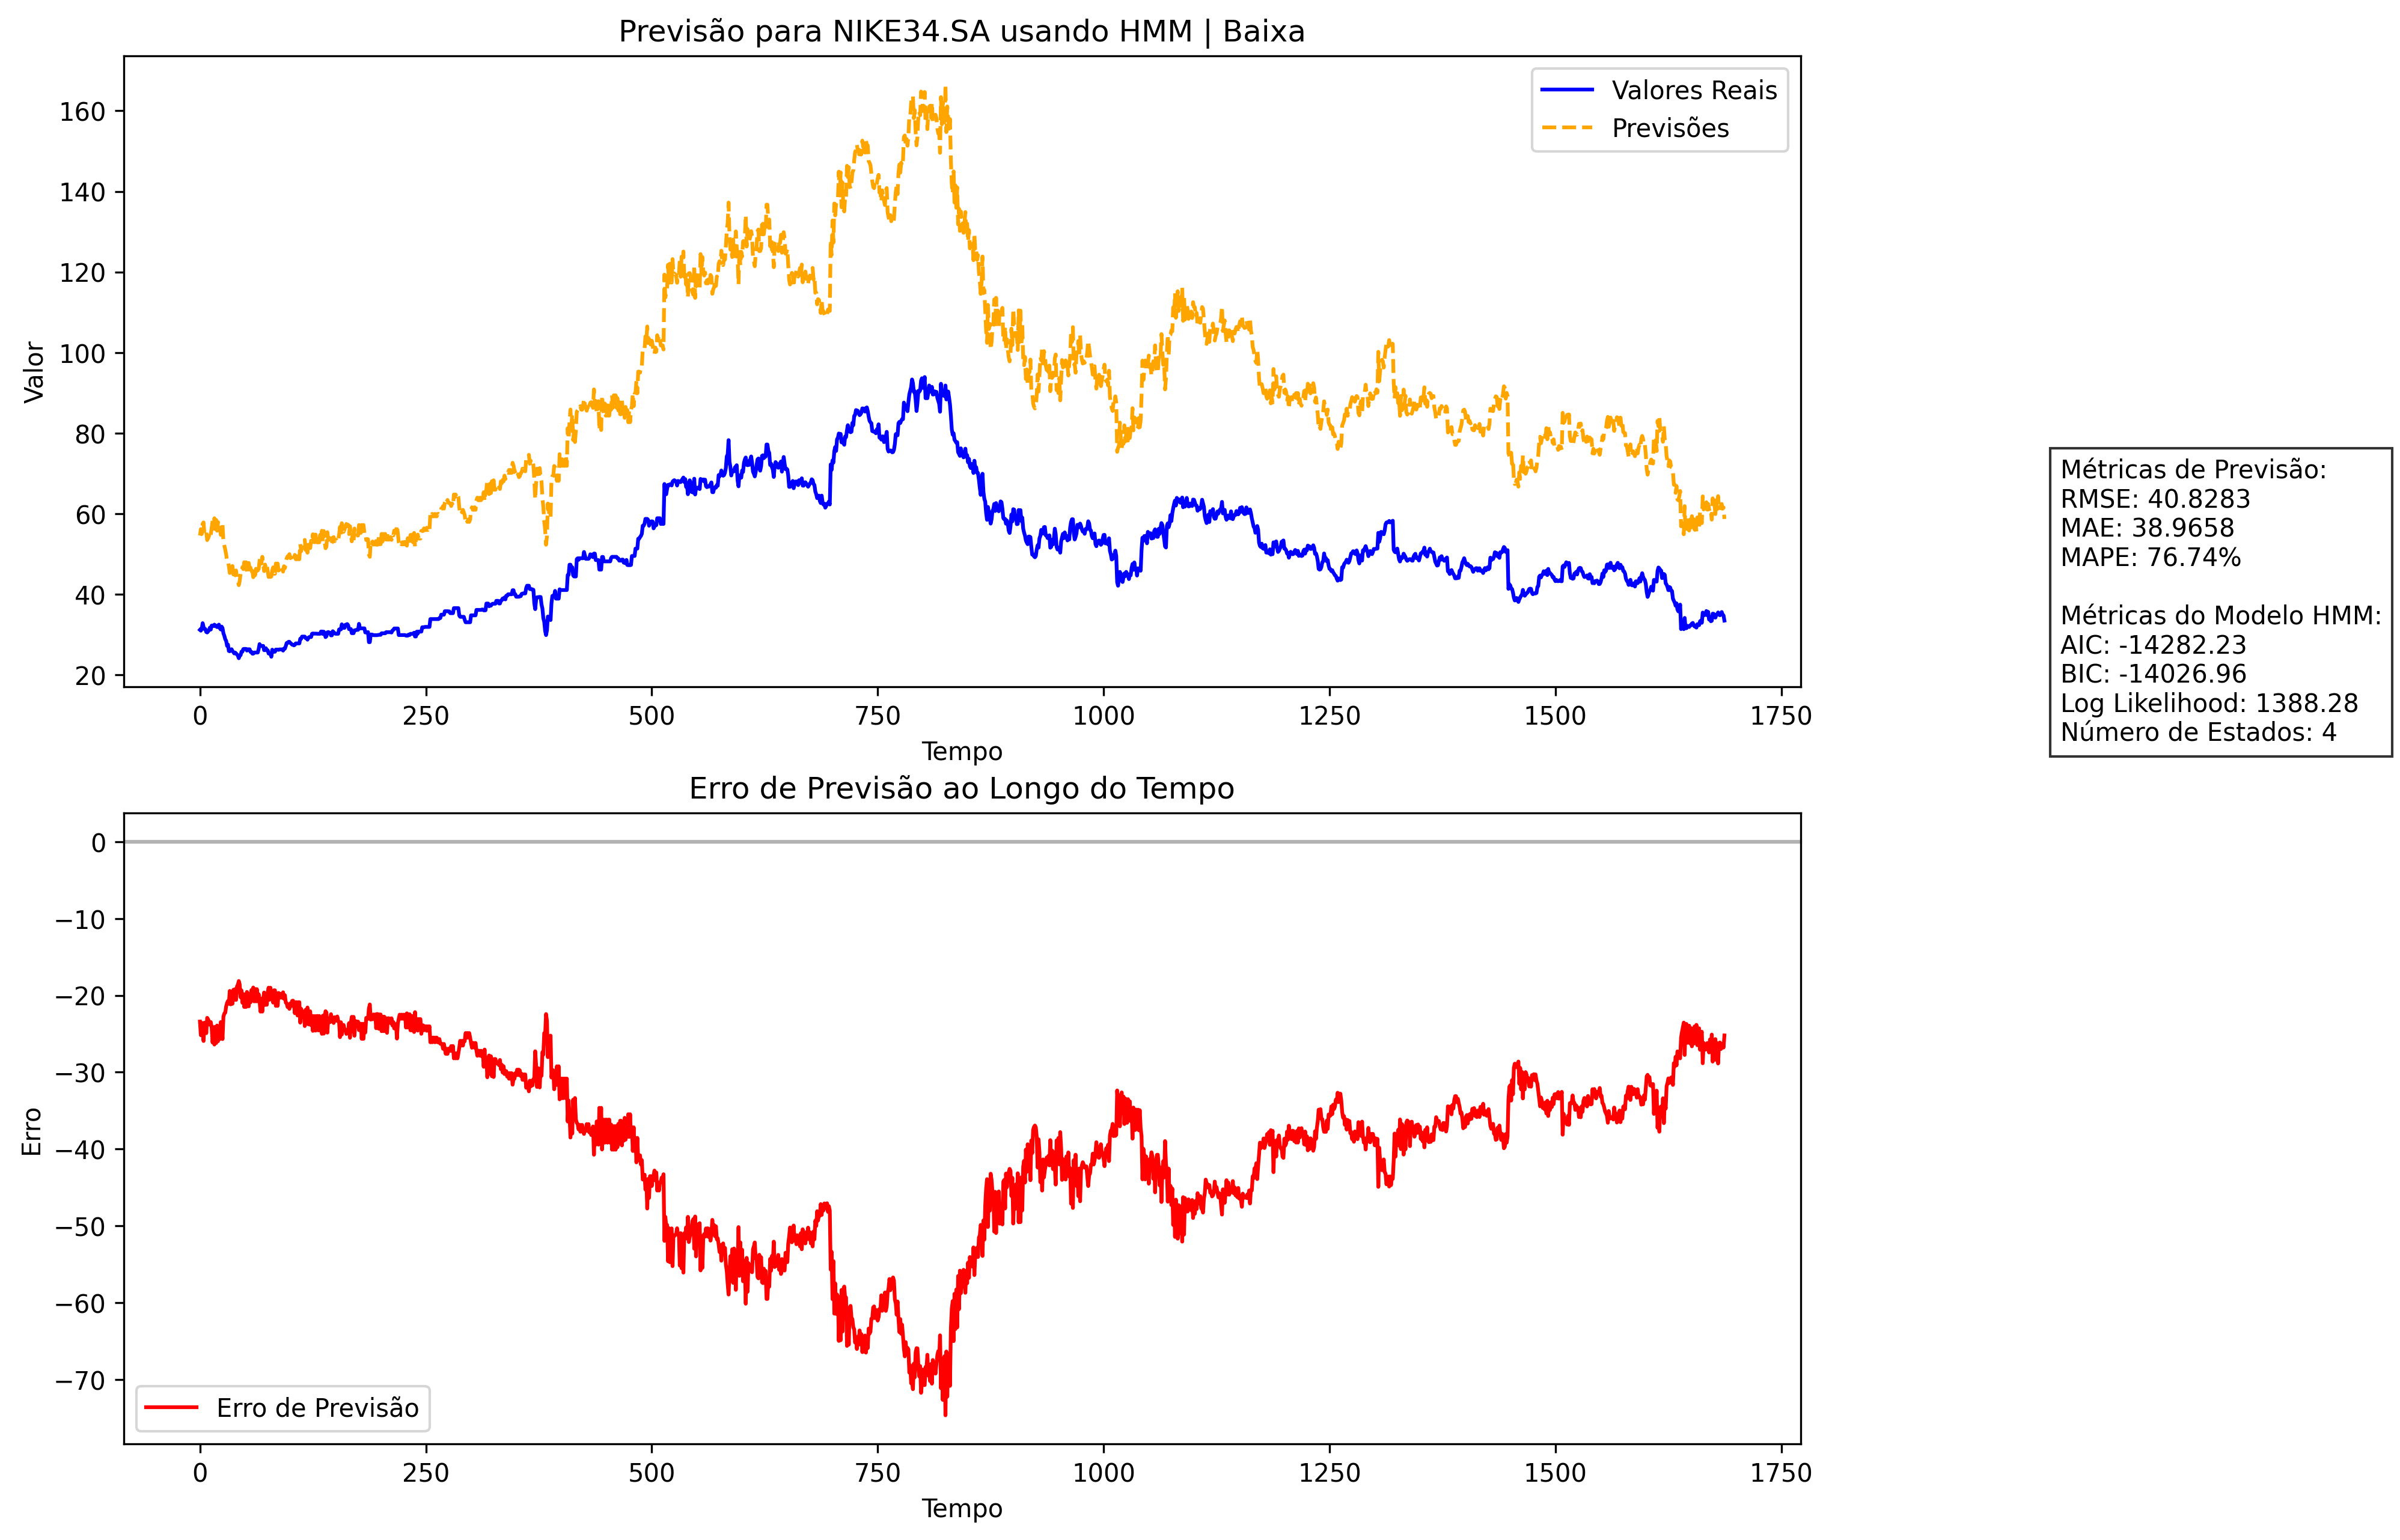 Previsão para NIKE34.SA usando HMM | Baixa
Valores Reais
Previsões
Valor
160
140
120
100
80
60
40
20
0
250
500
750
1000
1250
1500
1750
Tempo
Métricas de Previsão:
RMSE: 40.8283
MAE: 38.9658
MAPE: 76.74%
Métricas do Modelo HMM:
AIC: -14282.23
BIC: -14026.96
Log Likelihood: 1388.28
Número de Estados: 4
Erro de Previsão ao Longo do Tempo
Erro
0
−10
−20
−30
−40
−50
−60
−70
Erro de Previsão
0
250
500
750
1000
1250
1500
1750
Tempo